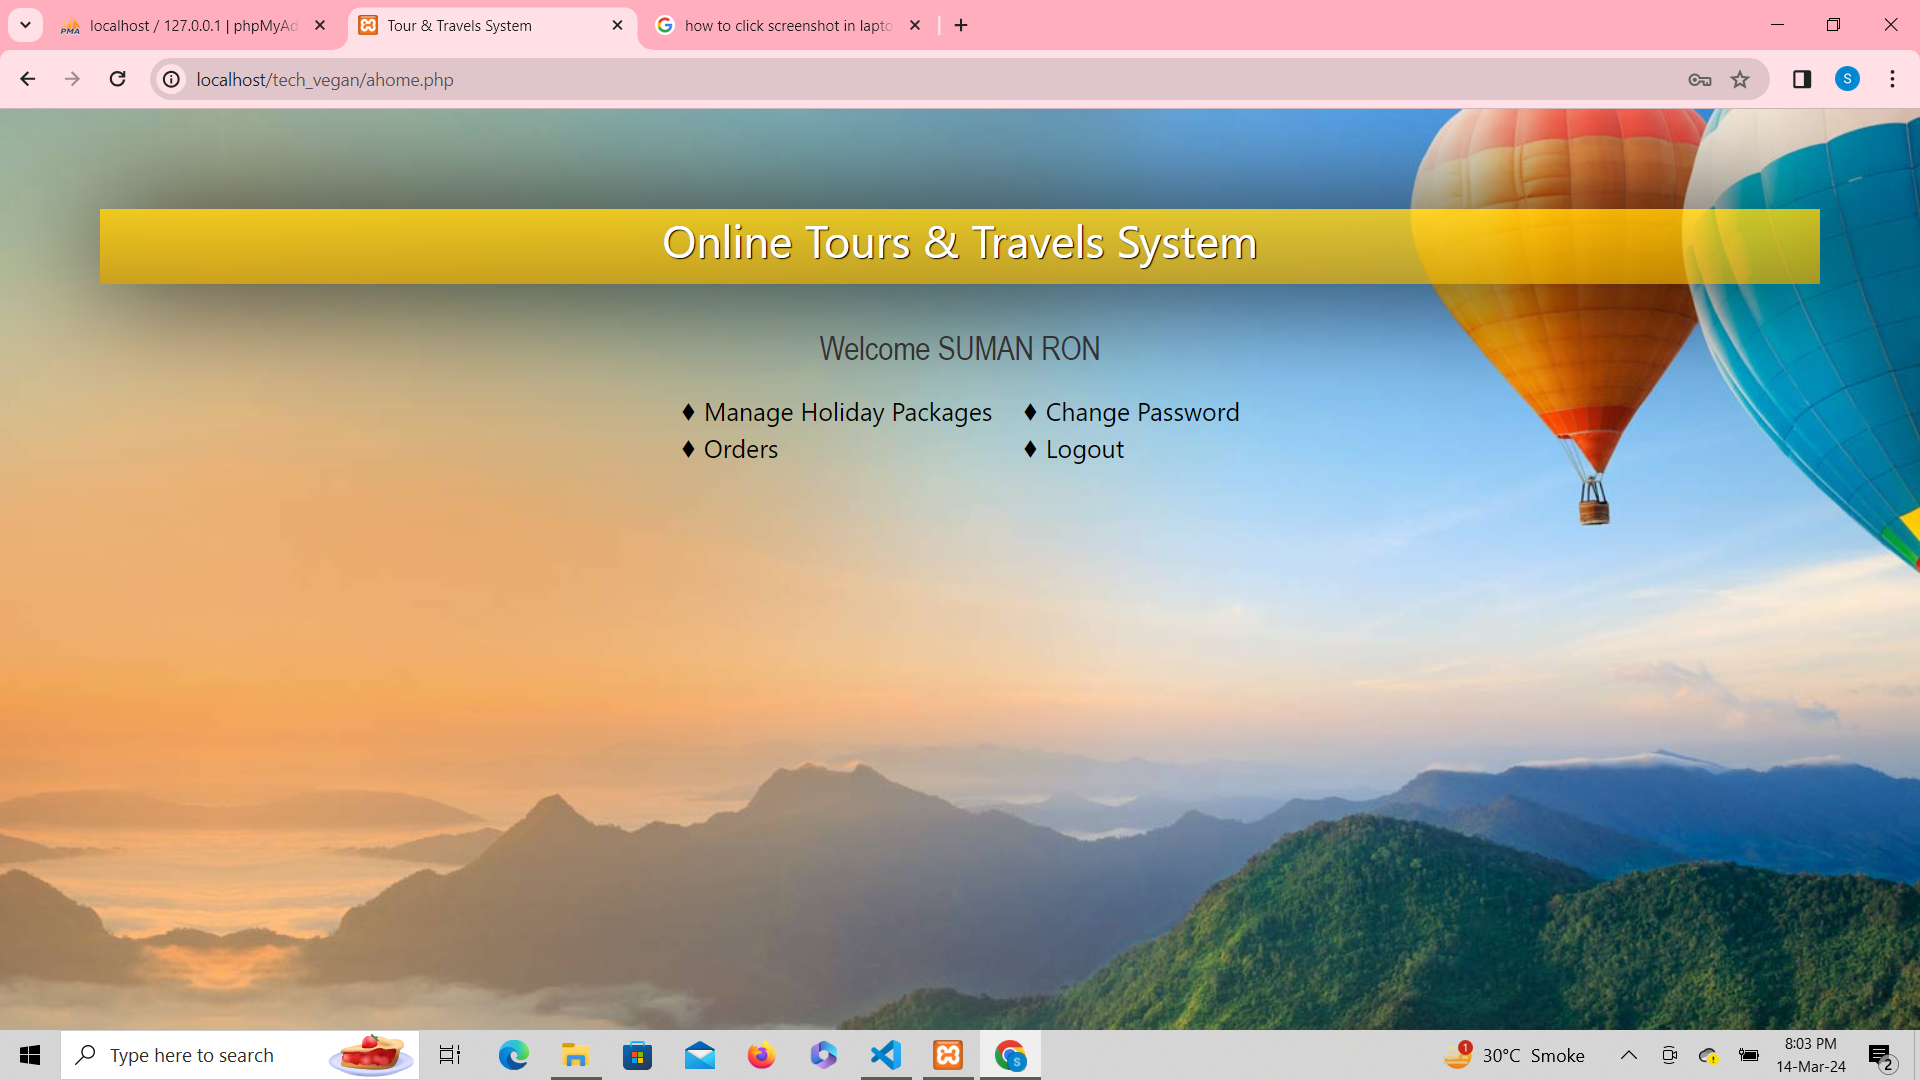 localhost / 127.0.0.1 | phpMyAd
Tour & Travels System
how to click screenshot in lapto
localhost/tech_vegan/ahome.php
S
Online Tours & Travels System
Welcome SUMAN RON
♦ Manage Holiday Packages ♦ Change Password
♦ Orders ♦ Logout
Type here to search
1
30°C Smoke
8:03 PM
14-Mar-24
2